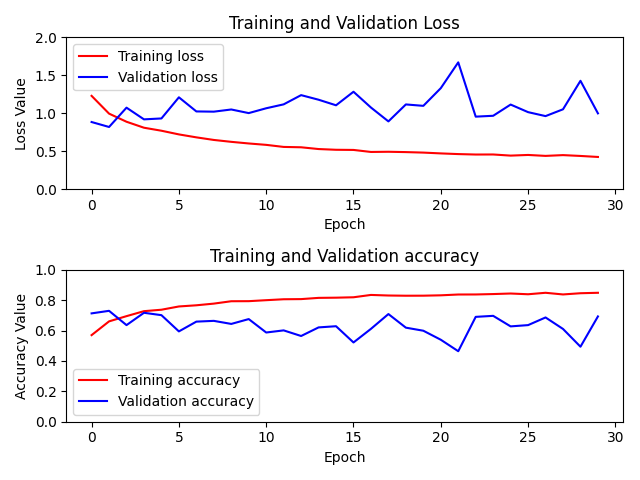 Training and Validation Loss
2.0
1.5
1.0
0.5
0.0
Loss Value
Training loss
Validation loss
0 5 10 15 20 25 30
Epoch
Training and Validation accuracy
1.0
0.8
0.6
0.4
0.2
0.0
Accuracy Value
Training accuracy
Validation accuracy
0 5 10 15 20 25 30
Epoch